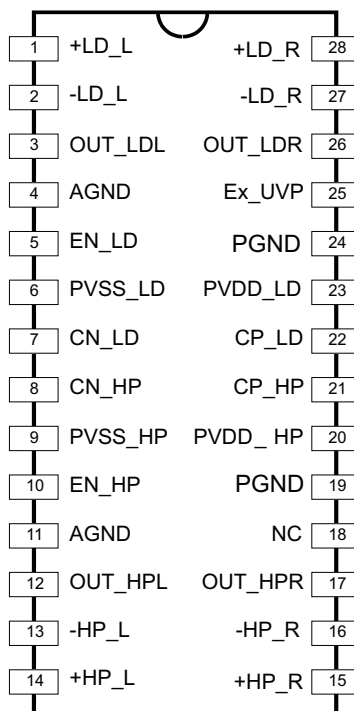 1 +LD_L +LD_R 28
2 -LD_L -LD_R 27
3 OUT_LDL OUT_LDR 26
4 AGND Ex_UVP 25
5 EN_LD PGND 24
6 PVSS_LD PVDD_LD 23
7 CN_LD CP_LD 22
8 CN_HP CP_HP 21
9 PVSS_HP PVDD_ HP 20
10 EN_HP PGND 19
11 AGND NC 18
12 OUT_HPL OUT_HPR 17
13 -HP_L -HP_R 16
14 +HP_L +HP_R 15